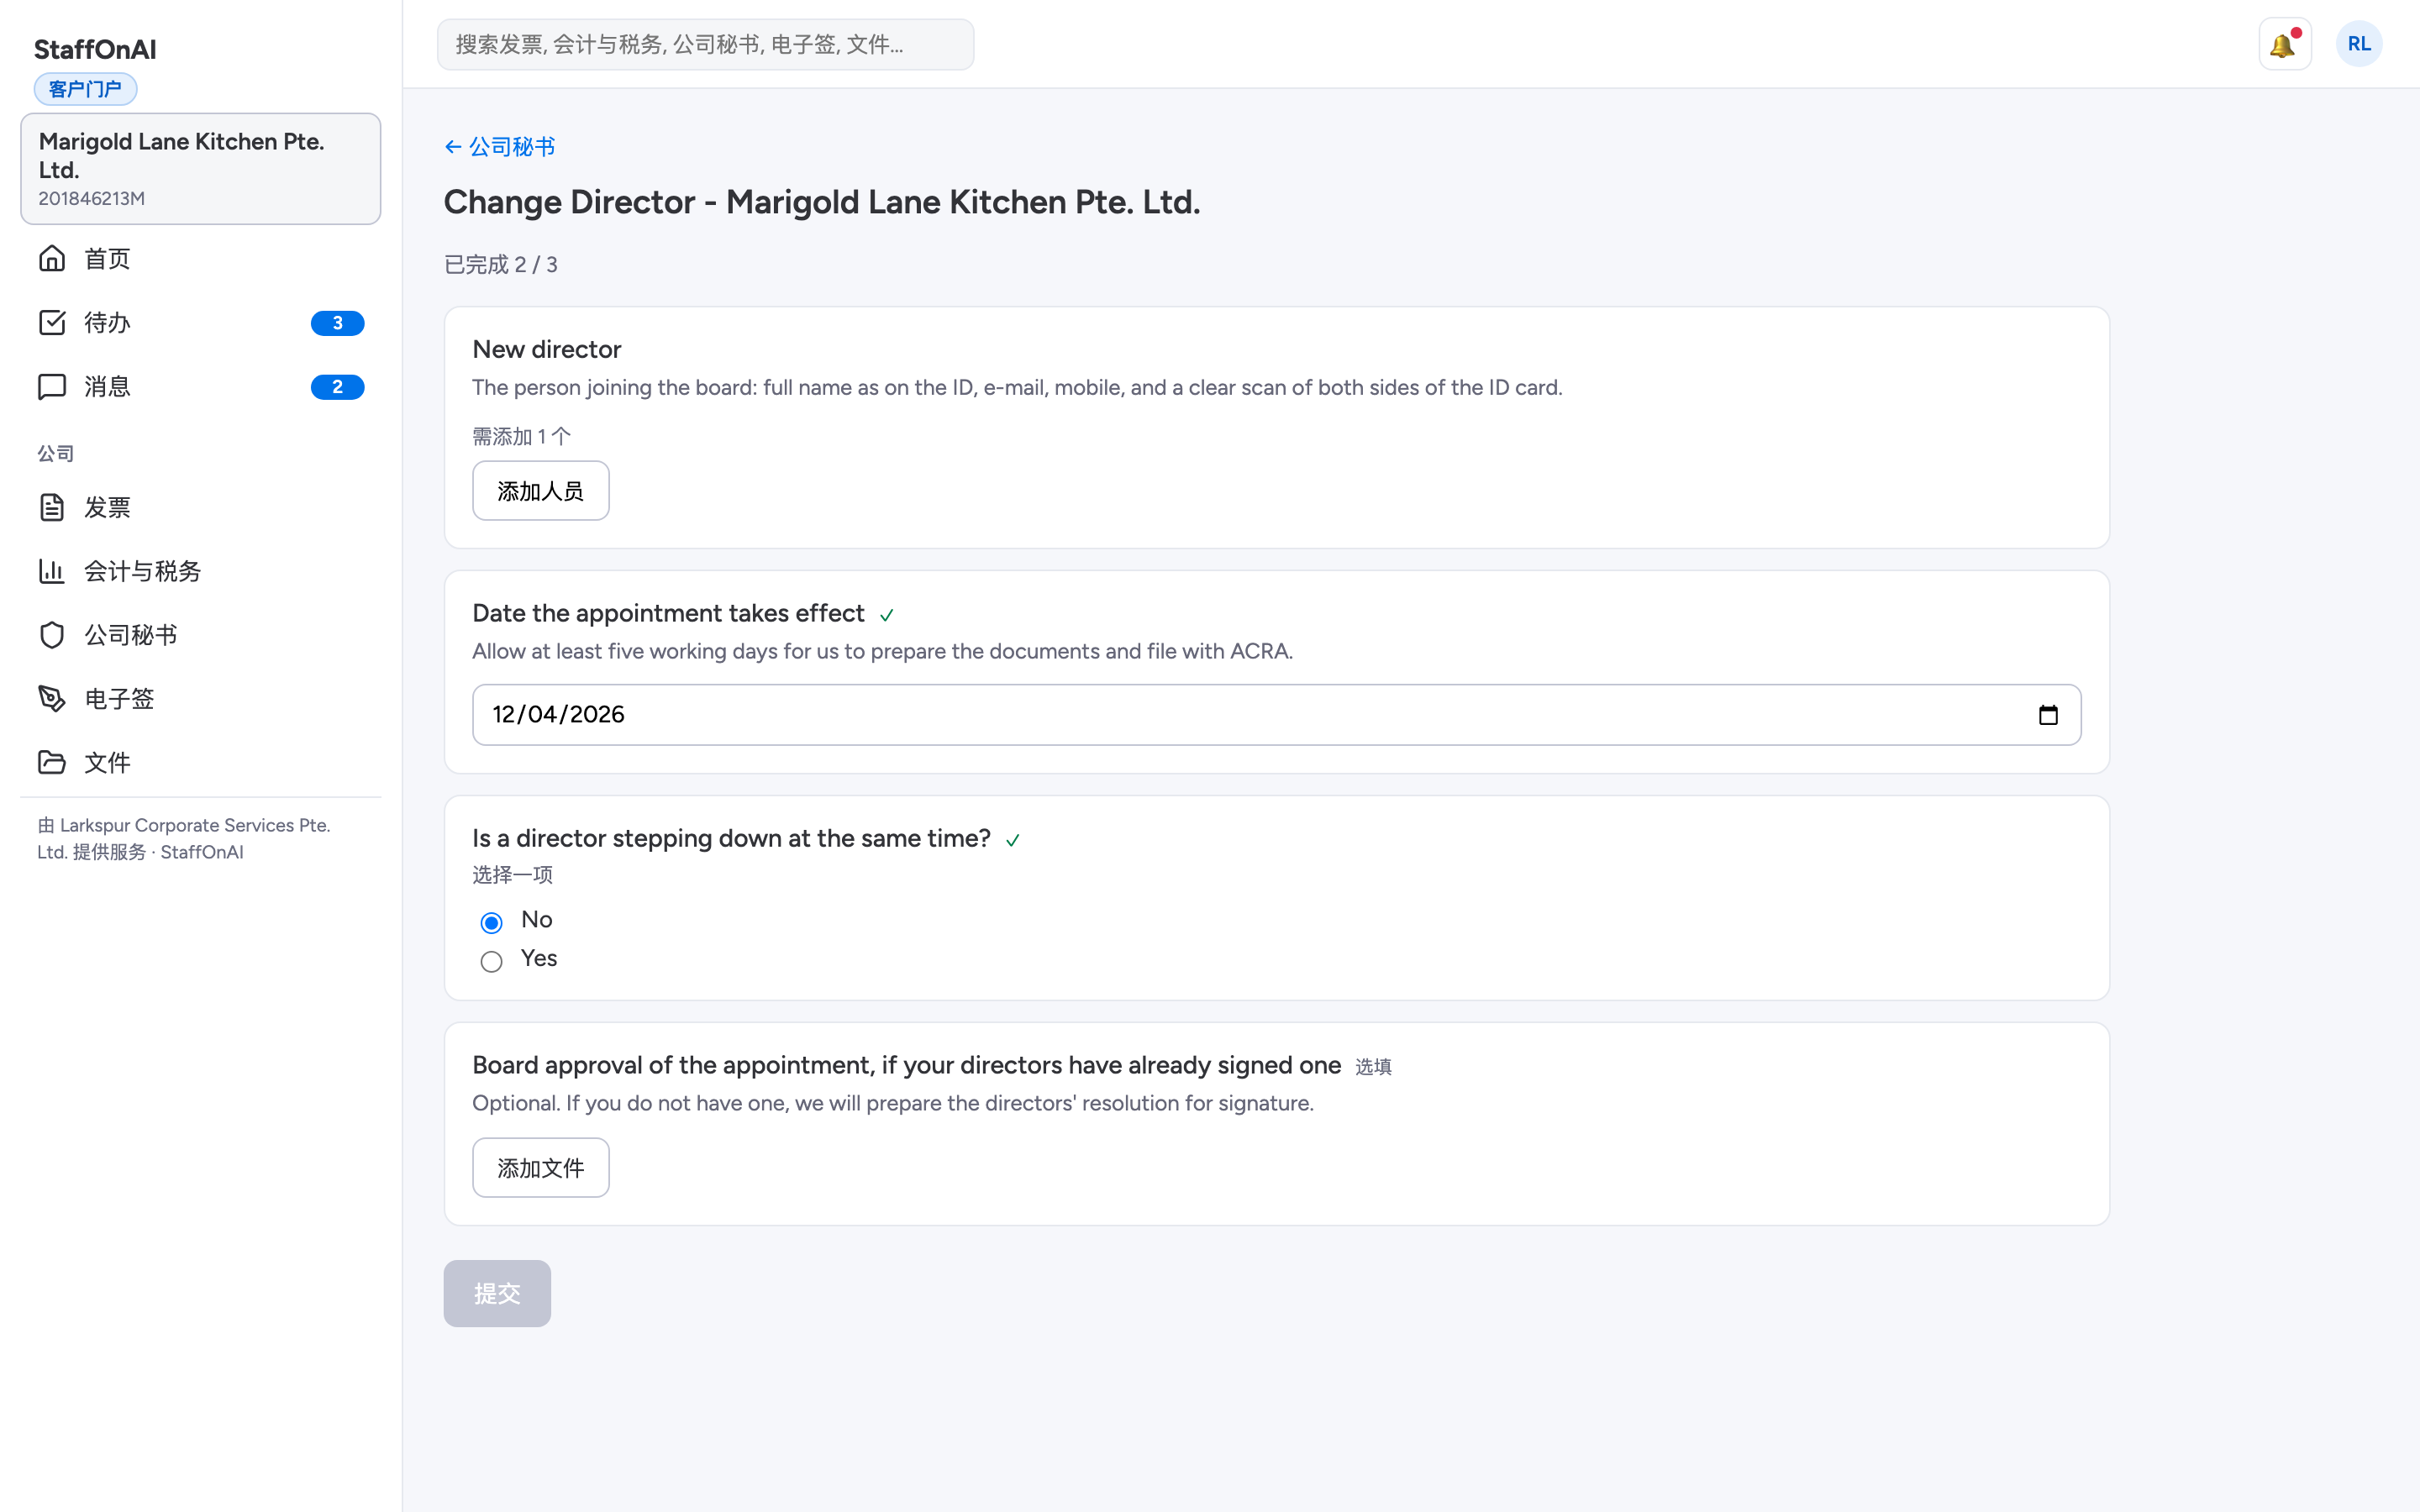 StaffOnAI
客户门户
Marigold Lane Kitchen Pte.
Ltd.
201846213M
首页
待办 3
消息 2
公司
发票
会计与税务
公司秘书
电子签
文件
由 Larkspur Corporate Services Pte.
Ltd. 提供服务 · StaffOnAI
搜索发票, 会计与税务, 公司秘书, 电子签, 文件...
RL
← 公司秘书
Change Director - Marigold Lane Kitchen Pte. Ltd.
已完成 2 / 3
New director
The person joining the board: full name as on the ID, e-mail, mobile, and a clear scan of both sides of the ID card.
需添加 1 个
添加人员
Date the appointment takes effect ✓
Allow at least five working days for us to prepare the documents and file with ACRA.
12/04/2026
Is a director stepping down at the same time? ✓
选择一项
No
Yes
Board approval of the appointment, if your directors have already signed one 选填
Optional. If you do not have one, we will prepare the directors' resolution for signature.
添加文件
提交